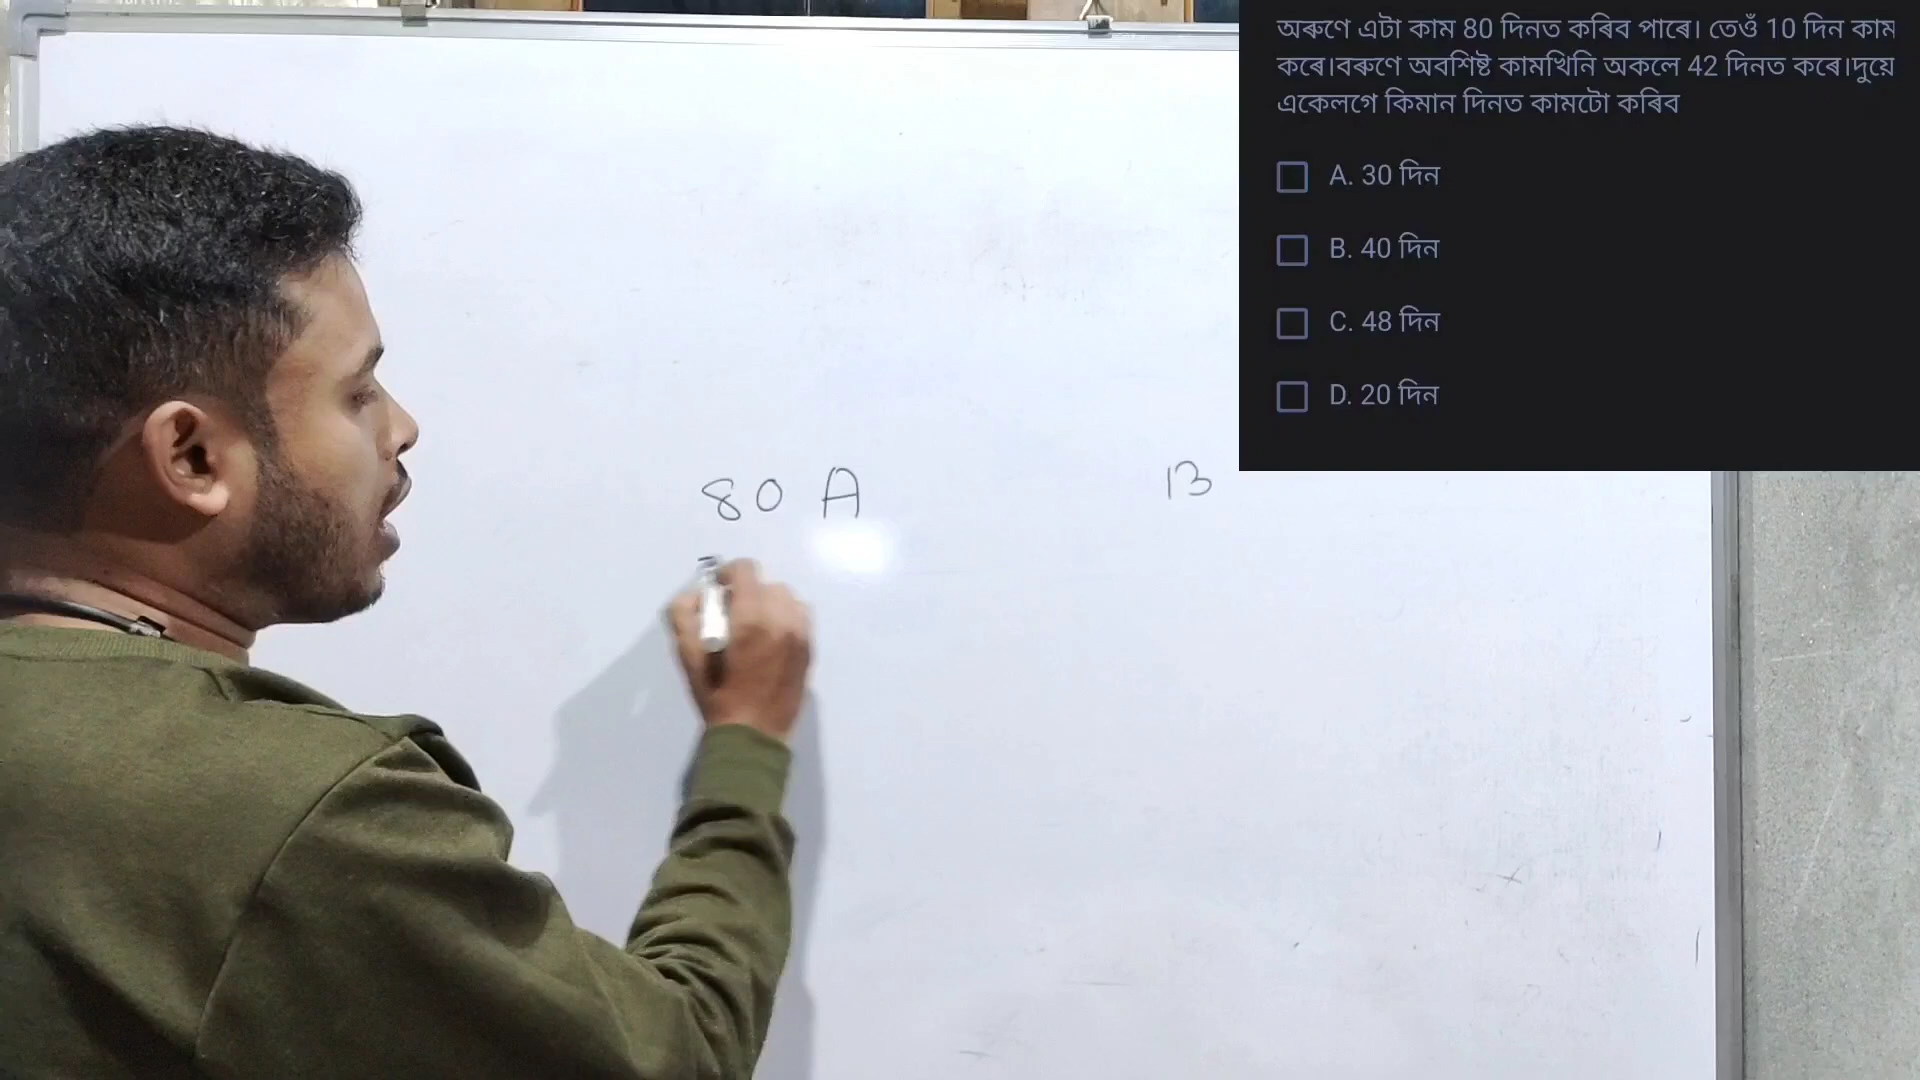 অৰুণে এটা কাম 80 দিনত কৰিব পাৰে। তেওঁ 10 দিন কাম
কৰে।বৰুণে অবশিষ্ট কামখিনি অকলে 42 দিনত কৰে।দুয়ে
একেলগে কিমান দিনত কামটো কৰিব
A. 30 দিন
B. 40 দিন
C. 48 দিন
D. 20 দিন
80 A
B